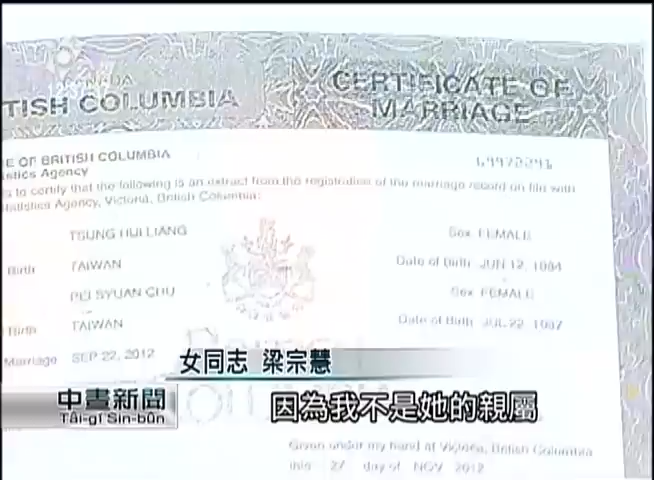 NADA
TISH COLUMBIA
CERTIFICATE OF
MARRIAGE
E OF BRITISH COLUMBIA
istics Agency
is to certify that the following is an extract from the registration of the marriage record on file with
tatistics Agency, Victoria, British Columbia:
TSUNG HUI LIANG
Sex FEMALE
Birth TAIWAN
Date of Birth JUN 12, 1984
PEI SYUAN CHU
Sex FEMALE
Birth TAIWAN
Date of Birth JUL 22, 1987
Marriage SEP 22, 2012
女同志 梁宗慧
中晝新聞
Tâi-gí Sin-bûn
因為我不是她的親屬
Given under my hand at Victoria, British Columbia
this 27 day of NOV 2012